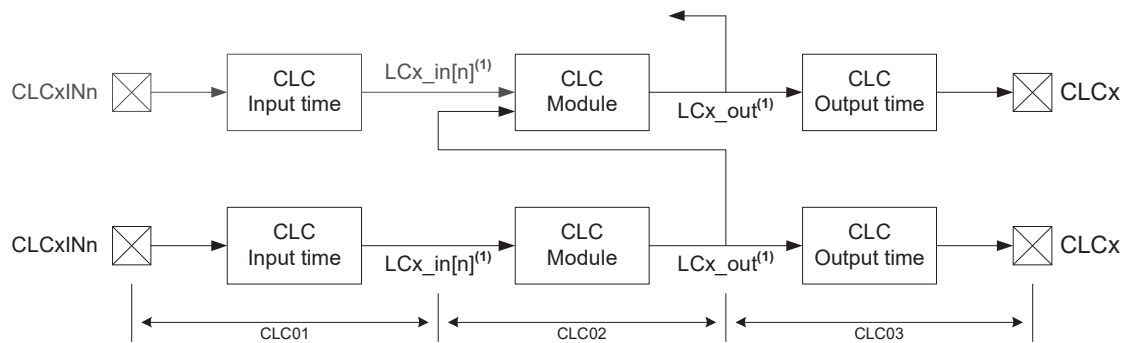 CLCxINn
CLC
Input time
LCx_in[n](1)
CLC
Module
LCx_out(1)
CLC
Output time
CLCx
CLCxINn
CLC
Input time
LCx_in[n](1)
CLC
Module
LCx_out(1)
CLC
Output time
CLCx
CLC01
CLC02
CLC03